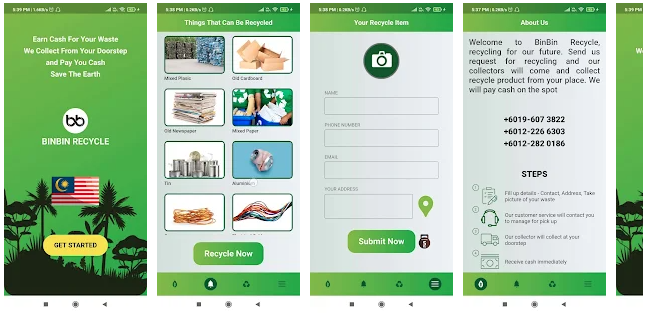 5:39 PM | 1.6KB/s
Earn Cash For Your Waste
We Collect From Your Doorstep
and Pay You Cash
Save The Earth
bb
BINBIN RECYCLE
GET STARTED
5:38 PM | 6.2KB/s
Things That Can Be Recycled
Mixed Plasic
Old Cardboard
Old Newspaper
Mixed Paper
Tin
Aluminium
Recycle Now
5:38 PM | 0.2KB/s
Your Recycle Item
NAME
PHONE NUMBER
EMAIL
YOUR ADDRESS
Submit Now
5:37 PM | 0.2KB/s
About Us
Welcome to BinBin Recycle,
recycling for our future. Send us
request for recycling and our
collectors will come and collect
recycle product from your place. We
will pay cash on the spot
+6019-607 3822
+6012-226 6303
+6012-282 0186
STEPS
Fill up details - Contact, Address, Take
picture of your waste
Our customer service will contact you
to manage for pick up
Our collector will collect at your
doorstep
Receive cash immediately
5:39 PM